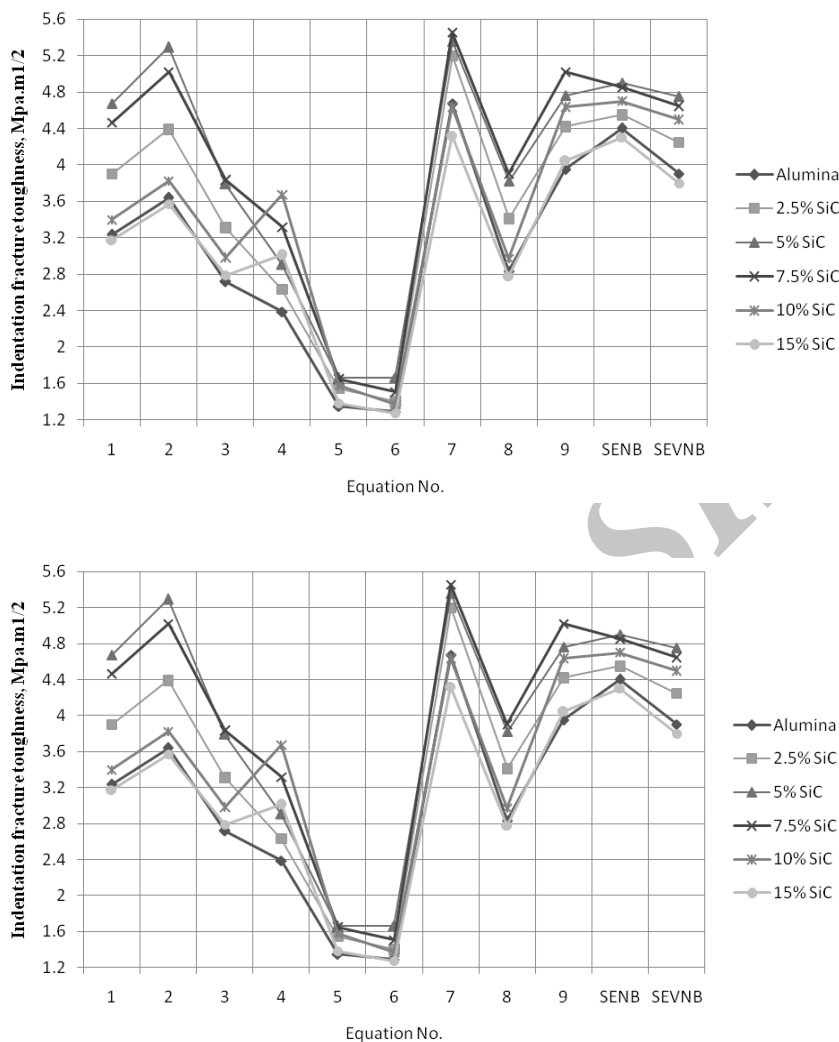 Indentation fracture toughness, Mpa.m1/2
5.6
5.2
4.8
4.4
4
3.6
3.2
2.8
2.4
2
1.6
1.2
1 2 3 4 5 6 7 8 9 SENB SEVNB
Equation No.
Alumina
2.5% SiC
5% SiC
7.5% SiC
10% SiC
15% SiC
Indentation fracture toughness, Mpa.m1/2
5.6
5.2
4.8
4.4
4
3.6
3.2
2.8
2.4
2
1.6
1.2
1 2 3 4 5 6 7 8 9 SENB SEVNB
Equation No.
Alumina
2.5% SiC
5% SiC
7.5% SiC
10% SiC
15% SiC